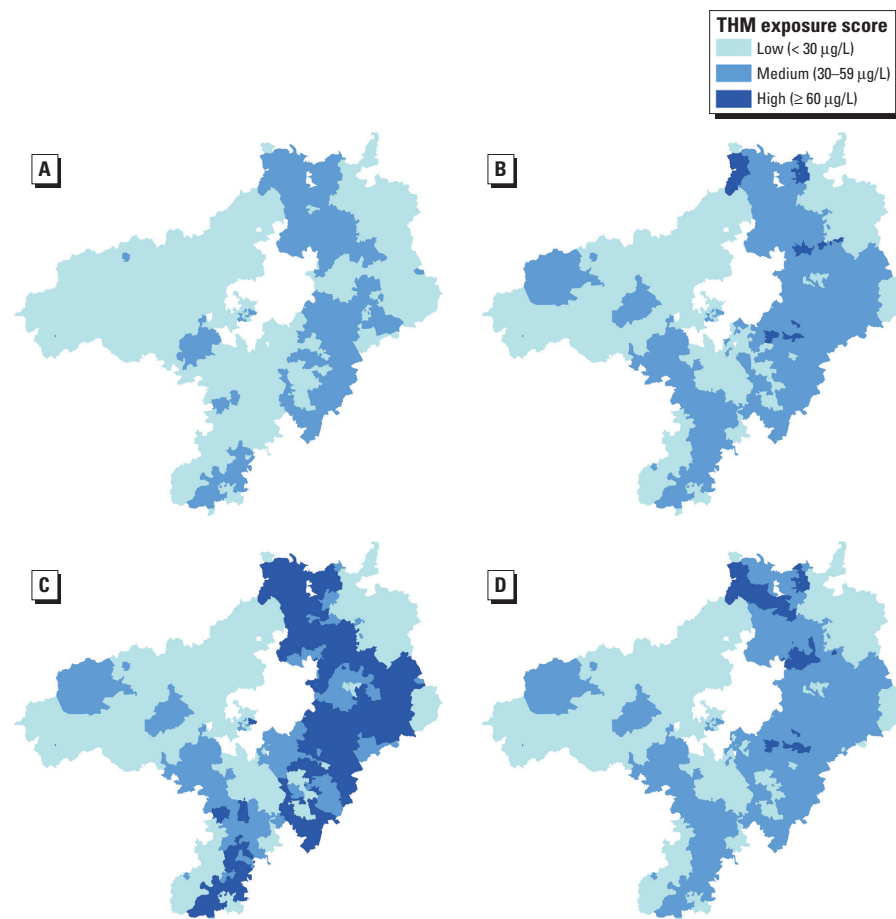 THM exposure score
Low (< 30 µg/L)
Medium (30–59 µg/L)
High (≥ 60 µg/L)
A
B
C
D